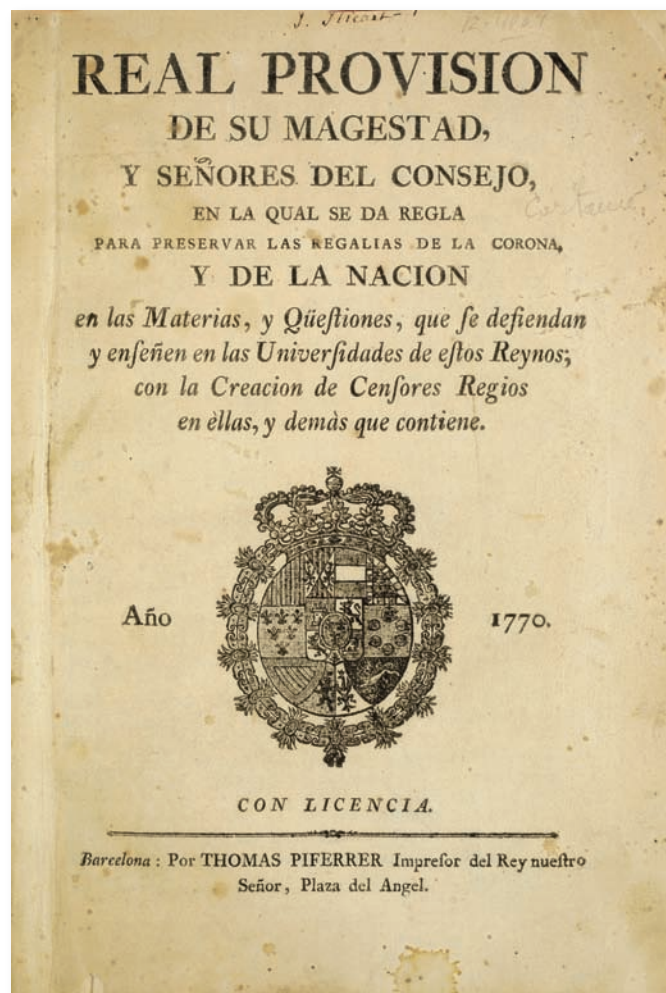 REAL PROVISION
DE SU MAGESTAD,
Y SEÑORES DEL CONSEJO,
EN LA QUAL SE DA REGLA
PARA PRESERVAR LAS REGALIAS DE LA CORONA,
Y DE LA NACION
en las Materias, y Qüeſtiones, que ſe defiendan
y enſeñen en las Univerſidades de eſtos Reynos;
con la Creacion de Cenſores Regios
en èllas, y demàs que contiene.
Año 1770.
CON LICENCIA.
Barcelona : Por THOMAS PIFERRER Impreſor del Rey nueſtro
Señor, Plaza del Angel.